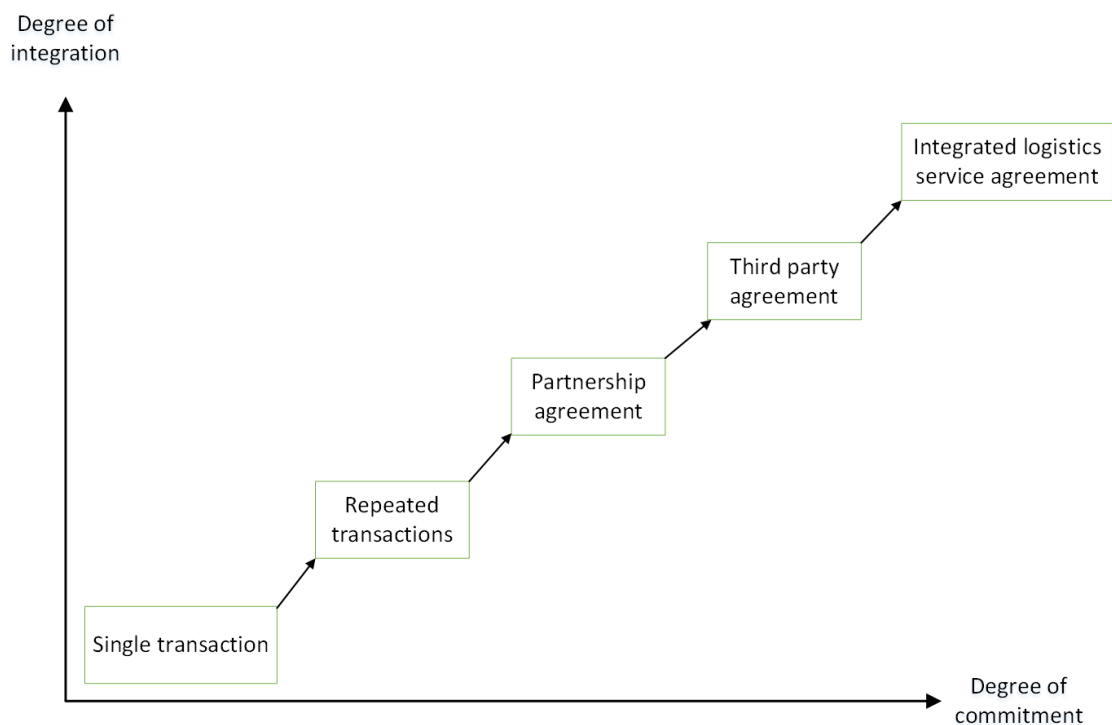 Degree of
integration
Integrated logistics
service agreement
Third party
agreement
Partnership
agreement
Repeated
transactions
Single transaction
Degree of
commitment